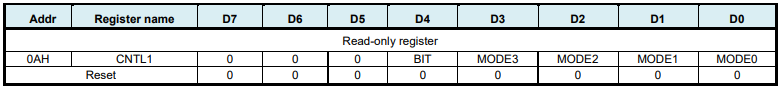 Addr Register name D7 D6 D5 D4 D3 D2 D1 D0
Read-only register
0AH CNTL1 0 0 0 BIT MODE3 MODE2 MODE1 MODE0
Reset 0 0 0 0 0 0 0 0